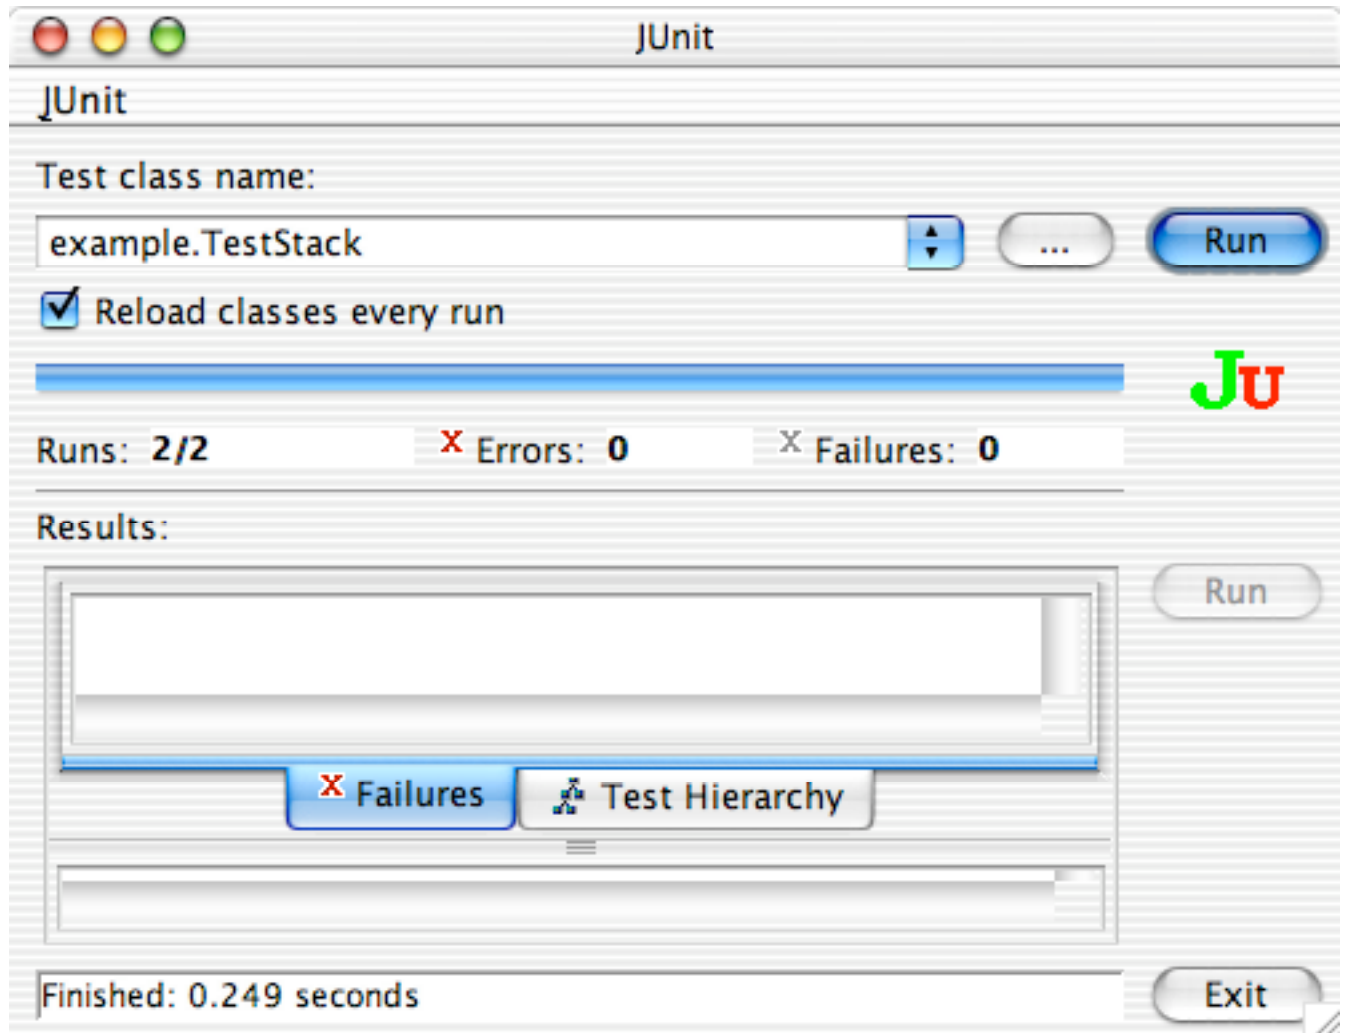 JUnit
JUnit
Test class name:
example.TestStack
... Run
Reload classes every run
JU
Runs: 2/2 x Errors: 0 x Failures: 0
Results:
Run
x Failures Test Hierarchy
Finished: 0.249 seconds
Exit